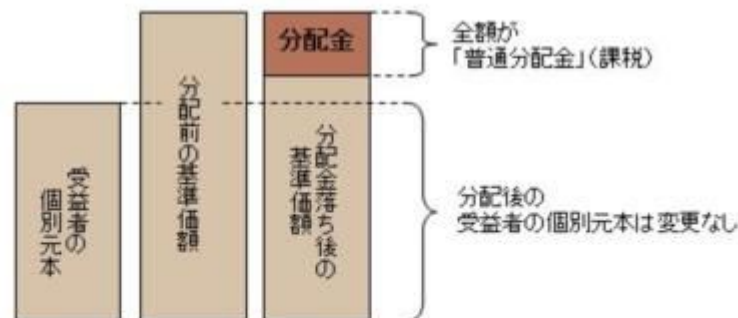 分配金
全額が
「普通分配金」(課税)
受益者の
個別元本
分配前の基準価額
分配金落ち後の
基準価額
分配後の
受益者の個別元本は変更なし